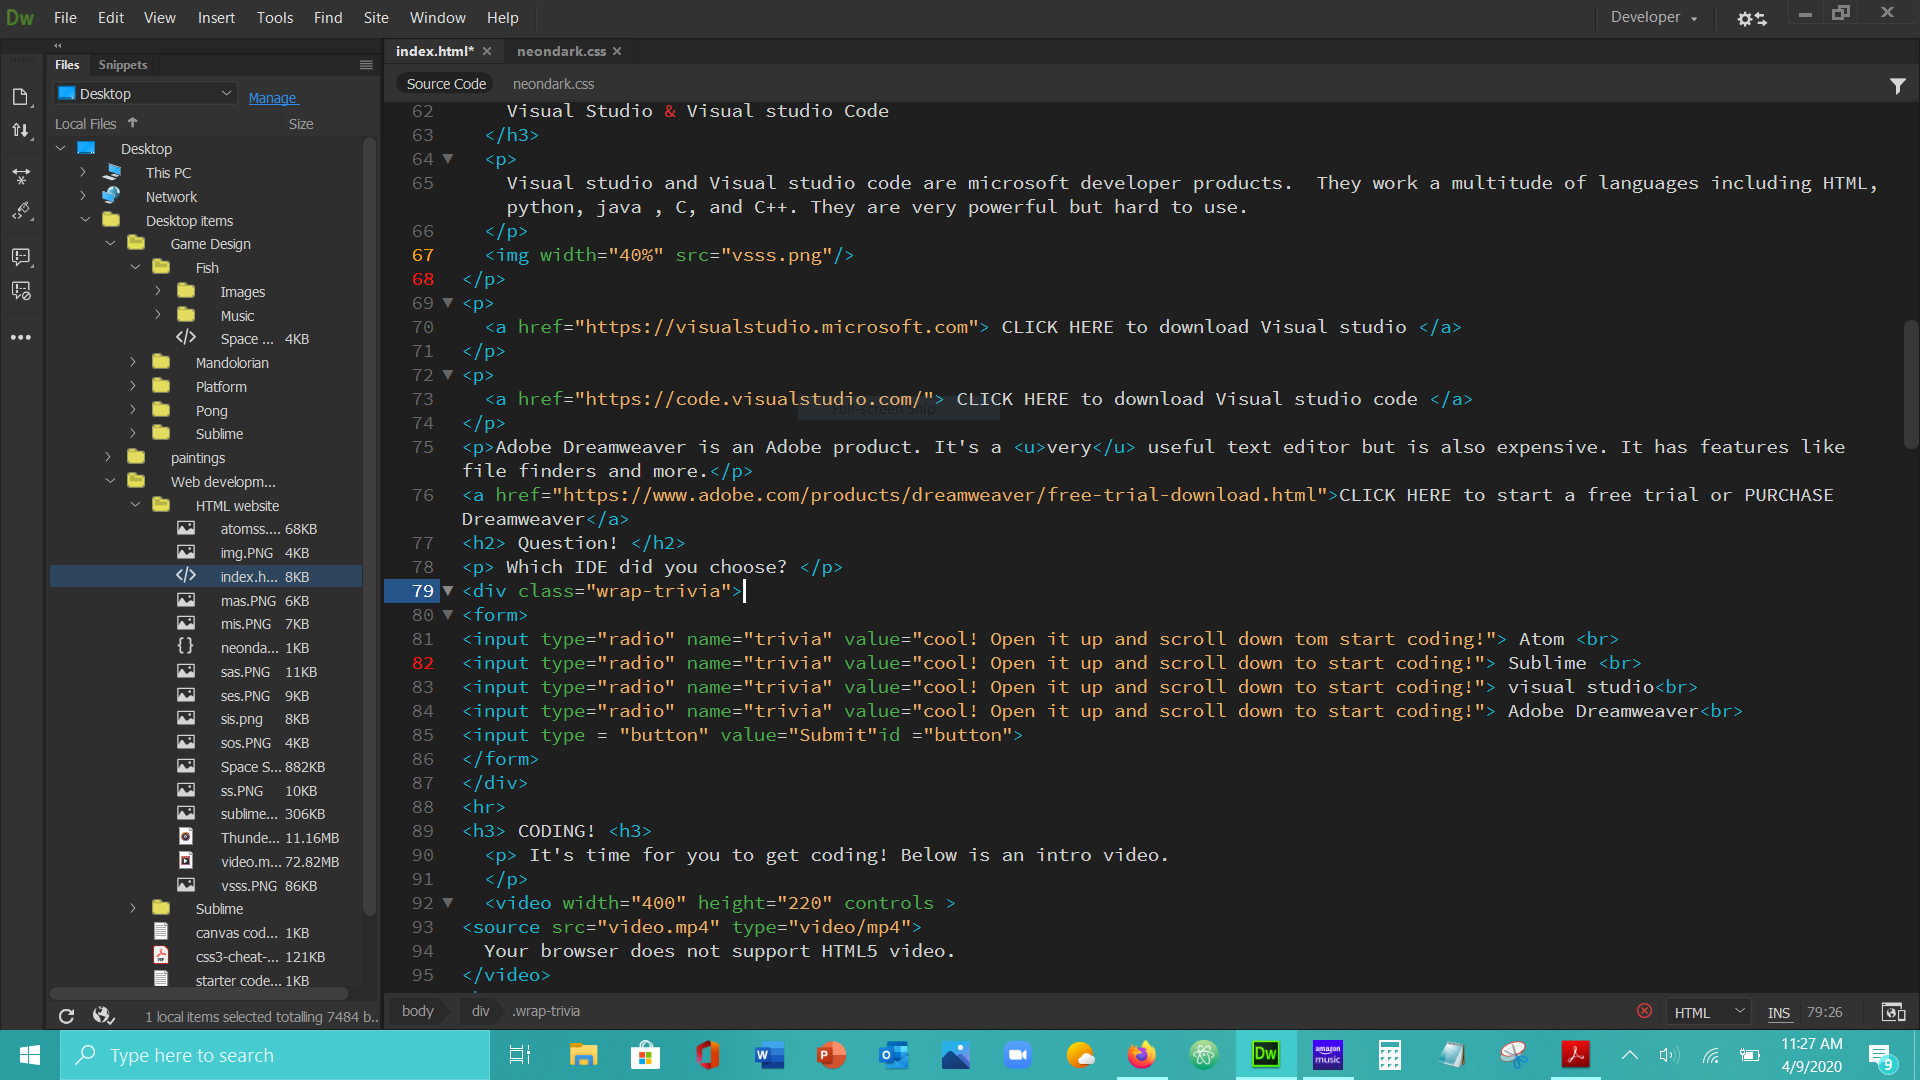 Dw File Edit View Insert Tools Find Site Window Help Developer
Files Snippets
Desktop Manage
Local Files Size
Desktop
This PC
Network
Desktop items
Game Design
Fish
Images
Music
Space ... 4KB
Mandolorian
Platform
Pong
Sublime
paintings
Web developm...
HTML website
atomss.... 68KB
img.PNG 4KB
index.h... 8KB
mas.PNG 6KB
mis.PNG 7KB
neonda... 1KB
sas.PNG 11KB
ses.PNG 9KB
sis.png 8KB
sos.PNG 4KB
Space S... 882KB
ss.PNG 10KB
sublime... 306KB
Thunde... 11.16MB
video.m... 72.82MB
vsss.PNG 86KB
Sublime
canvas cod... 1KB
css3-cheat-... 121KB
starter code... 1KB
1 local items selected totalling 7484 b...
index.html* neondark.css
Source Code neondark.css
62 Visual Studio & Visual studio Code
63 </h3>
64 <p>
65 Visual studio and Visual studio code are microsoft developer products.  They work a multitude of languages including HTML,
python, java , C, and C++. They are very powerful but hard to use.
66 </p>
67 <img width="40%" src="vsss.png"/>
68 </p>
69 <p>
70 <a href="https://visualstudio.microsoft.com"> CLICK HERE to download Visual studio </a>
71 </p>
72 <p>
73 <a href="https://code.visualstudio.com/"> CLICK HERE to download Visual studio code </a>
Full-screen Snip
74 </p>
75 <p>Adobe Dreamweaver is an Adobe product. It's a <u>very</u> useful text editor but is also expensive. It has features like
file finders and more.</p>
76 <a href="https://www.adobe.com/products/dreamweaver/free-trial-download.html">CLICK HERE to start a free trial or PURCHASE
Dreamweaver</a>
77 <h2> Question! </h2>
78 <p> Which IDE did you choose? </p>
79 <div class="wrap-trivia">
80 <form>
81 <input type="radio" name="trivia" value="cool! Open it up and scroll down tom start coding!"> Atom <br>
82 <input type="radio" name="trivia" value="cool! Open it up and scroll down to start coding!"> Sublime <br>
83 <input type="radio" name="trivia" value="cool! Open it up and scroll down to start coding!"> visual studio<br>
84 <input type="radio" name="trivia" value="cool! Open it up and scroll down to start coding!"> Adobe Dreamweaver<br>
85 <input type = "button" value="Submit"id ="button">
86 </form>
87 </div>
88 <hr>
89 <h3> CODING! <h3>
90 <p> It's time for you to get coding! Below is an intro video.
91 </p>
92 <video width="400" height="220" controls >
93 <source src="video.mp4" type="video/mp4">
94 Your browser does not support HTML5 video.
95 </video>
body div .wrap-trivia HTML INS 79:26
Type here to search
Dw
amazon music
11:27 AM
4/9/2020
9